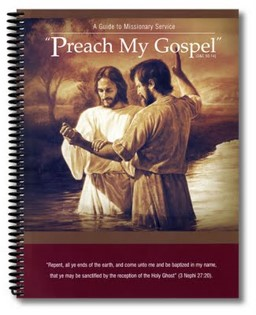 A Guide to Missionary Service
"Preach My Gospel"
(D&C 50:14)
"Repent, all ye ends of the earth, and come unto me and be baptized in my name,
that ye may be sanctified by the reception of the Holy Ghost" (3 Nephi 27:20).